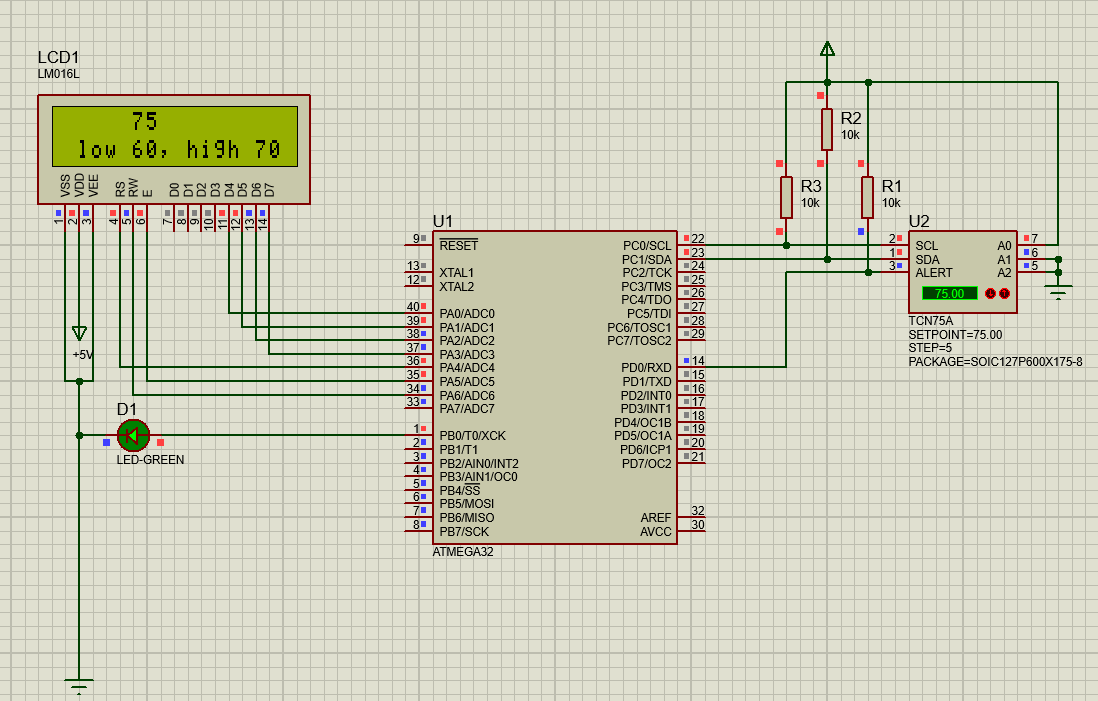 LCD1
LM016L
75
low 60, high 70
VSS VDD VEE RS RW E D0 D1 D2 D3 D4 D5 D6 D7
1 2 3 4 5 6 7 8 9 10 11 12 13 14
+5V
D1
LED-GREEN
U1
9 RESET
13 XTAL1
12 XTAL2
40 PA0/ADC0
39 PA1/ADC1
38 PA2/ADC2
37 PA3/ADC3
36 PA4/ADC4
35 PA5/ADC5
34 PA6/ADC6
33 PA7/ADC7
1 PB0/T0/XCK
2 PB1/T1
3 PB2/AIN0/INT2
4 PB3/AIN1/OC0
5 PB4/SS
6 PB5/MOSI
7 PB6/MISO
8 PB7/SCK
PC0/SCL 22
PC1/SDA 23
PC2/TCK 24
PC3/TMS 25
PC4/TDO 26
PC5/TDI 27
PC6/TOSC1 28
PC7/TOSC2 29
PD0/RXD 14
PD1/TXD 15
PD2/INT0 16
PD3/INT1 17
PD4/OC1B 18
PD5/OC1A 19
PD6/ICP1 20
PD7/OC2 21
AREF 32
AVCC 30
ATMEGA32
R2
10k
R3
10k
R1
10k
U2
2 SCL A0 7
1 SDA A1 6
3 ALERT A2 5
75.00
TCN75A
SETPOINT=75.00
STEP=5
PACKAGE=SOIC127P600X175-8